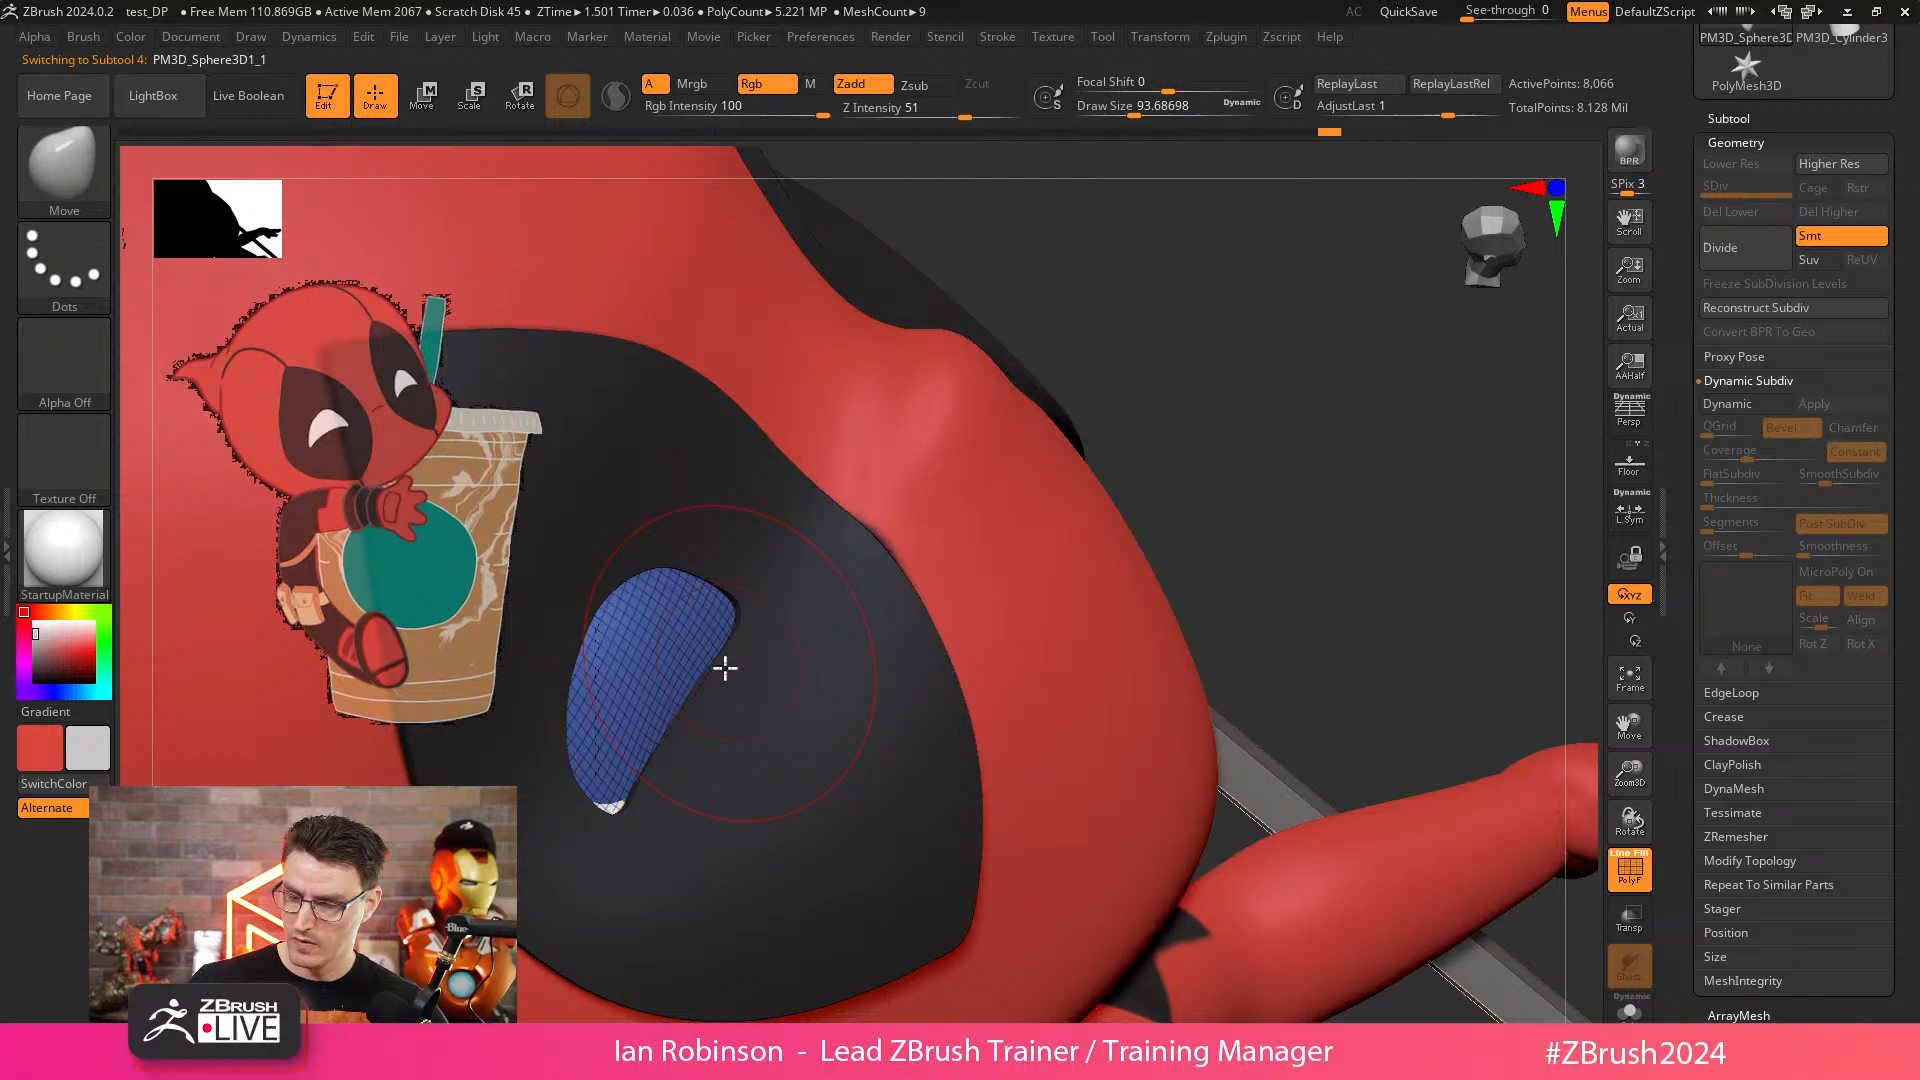 ZBrush 2024.0.2 test_DP ● Free Mem 110.869GB ● Active Mem 2067 ● Scratch Disk 45 ● ZTime►1.501 Timer►0.036 ● PolyCount►5.221 MP ● MeshCount►9 AC QuickSave See-through 0 Menus DefaultZScript
Alpha Brush Color Document Draw Dynamics Edit File Layer Light Macro Marker Material Movie Picker Preferences Render Stencil Stroke Texture Tool Transform Zplugin Zscript Help
Switching to Subtool 4: PM3D_Sphere3D1_1
Home Page LightBox Live Boolean Edit Draw Move Scale Rotate
A Mrgb Rgb M Zadd Zsub Zcut
Rgb Intensity 100 Z Intensity 51
S Focal Shift 0
Draw Size 93.68698 Dynamic
D ReplayLast ReplayLastRel ActivePoints: 8,066
AdjustLast 1 TotalPoints: 8.128 Mil
Move
Dots
Alpha Off
Texture Off
StartupMaterial
Gradient
SwitchColor
Alternate
BPR
SPix 3
Scroll
Zoom
Actual
AAHalf
Dynamic
Persp
Floor
Dynamic
L.Sym
XYZ
Y
Z
Frame
Move
Zoom3D
Rotate
Line Fill
PolyF
Transp
Ghost
Dynamic
PM3D_Sphere3D PM3D_Cylinder3
PolyMesh3D
Subtool
Geometry
Lower Res Higher Res
SDiv Cage Rstr
Del Lower Del Higher
Divide Smt
Suv ReUV
Freeze SubDivision Levels
Reconstruct Subdiv
Convert BPR To Geo
Proxy Pose
Dynamic Subdiv
Dynamic Apply
QGrid Bevel Chamfer
Coverage Constant
FlatSubdiv SmoothSubdiv
Thickness
Segments Post SubDiv
Offset Smoothness
MicroPoly On
Fit Weld
Scale Align
None Rot Z Rot X
EdgeLoop
Crease
ShadowBox
ClayPolish
DynaMesh
Tessimate
ZRemesher
Modify Topology
Repeat To Similar Parts
Stager
Position
Size
MeshIntegrity
ArrayMesh
Blue
ZBRUSH
LIVE
Ian Robinson - Lead ZBrush Trainer / Training Manager
#ZBrush2024